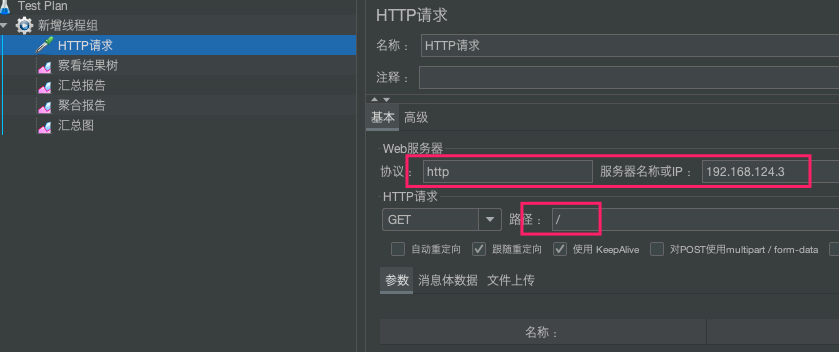 Test Plan
新增线程组
HTTP请求
察看结果树
汇总报告
聚合报告
汇总图
HTTP请求
名称： HTTP请求
注释：
基本 高级
Web服务器
协议： http 服务器名称或IP： 192.168.124.3
HTTP请求
GET 路径： /
自动重定向 跟随重定向 使用 KeepAlive 对POST使用multipart / form-data
参数 消息体数据 文件上传
名称：